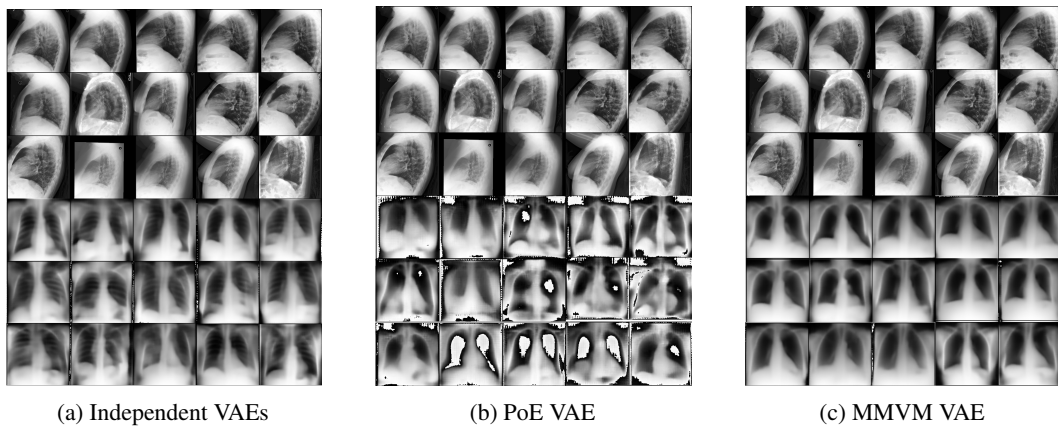 (a) Independent VAEs
(b) PoE VAE
(c) MMVM VAE